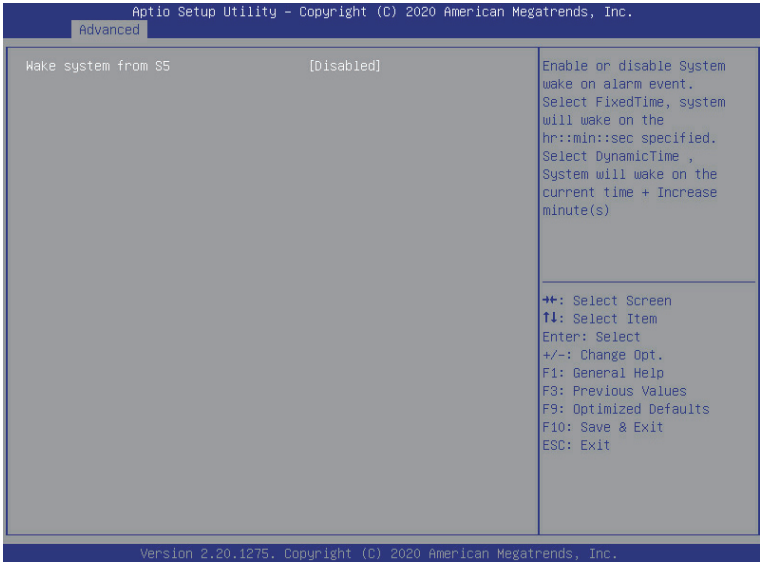 Aptio Setup Utility – Copyright (C) 2020 American Megatrends, Inc.
Advanced
Wake system from S5 [Disabled]
Enable or disable System
wake on alarm event.
Select FixedTime, system
will wake on the
hr::min::sec specified.
Select DynamicTime ,
System will wake on the
current time + Increase
minute(s)
→←: Select Screen
↑↓: Select Item
Enter: Select
+/-: Change Opt.
F1: General Help
F3: Previous Values
F9: Optimized Defaults
F10: Save & Exit
ESC: Exit
Version 2.20.1275. Copyright (C) 2020 American Megatrends, Inc.